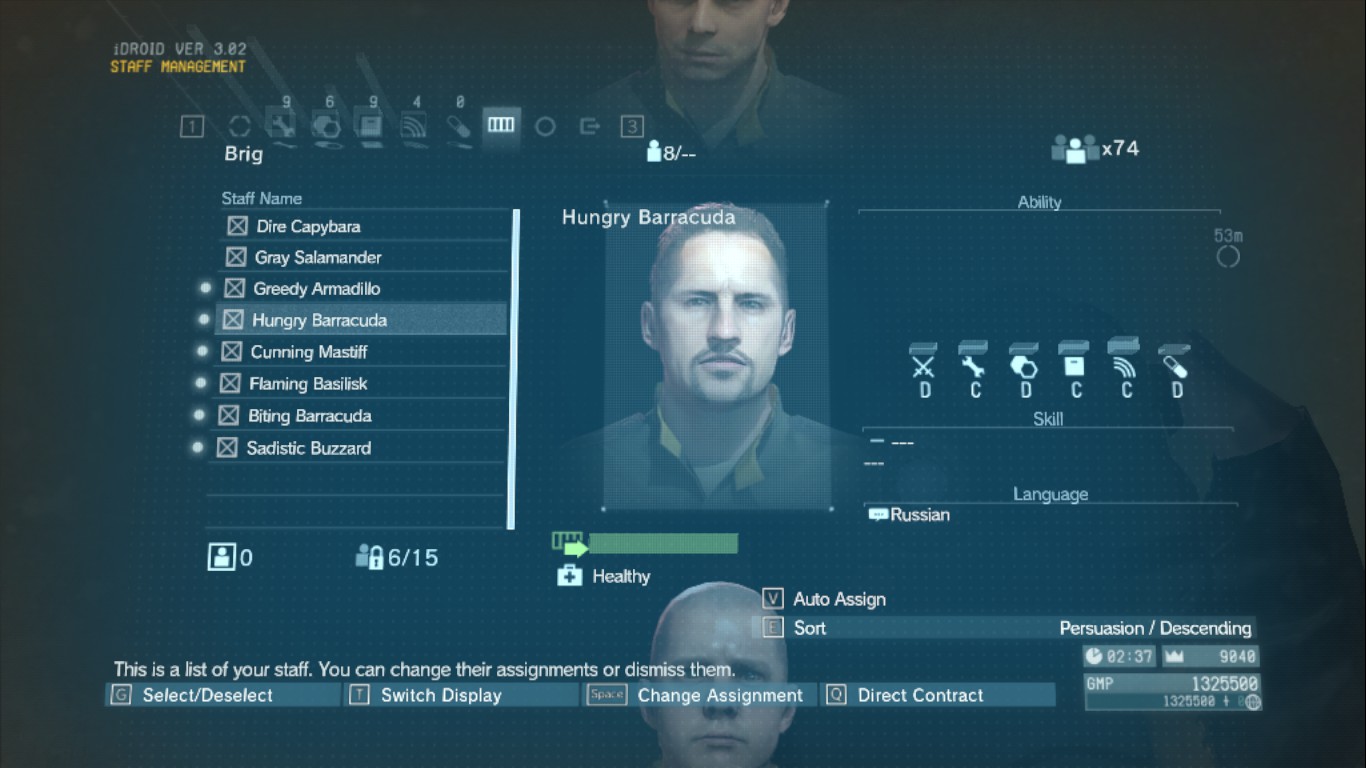 iDROID VER 3.02
STAFF MANAGEMENT
9 6 9 4 0
1 3
Brig
8/--
x74
Staff Name
Dire Capybara
Gray Salamander
Greedy Armadillo
Hungry Barracuda
Cunning Mastiff
Flaming Basilisk
Biting Barracuda
Sadistic Buzzard
0
6/15
Hungry Barracuda
Healthy
Ability
53m
D C D C C D
Skill
– ---
---
Language
Russian
V Auto Assign
E Sort Persuasion / Descending
02:37 9040
GMP 1325500
1325500 + 0
This is a list of your staff. You can change their assignments or dismiss them.
G Select/Deselect T Switch Display Space Change Assignment Q Direct Contract